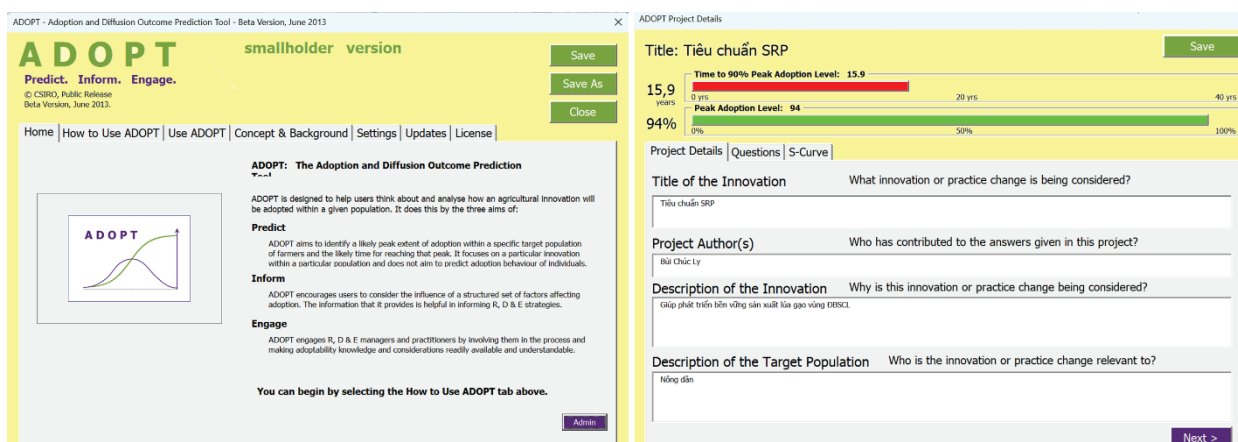 ADOPT - Adoption and Diffusion Outcome Prediction Tool - Beta Version, June 2013
ADOPT
smallholder version
Predict. Inform. Engage.
© CSIRO, Public Release
Beta Version, June 2013.
Save
Save As
Close
Home
How to Use ADOPT
Use ADOPT
Concept & Background
Settings
Updates
License
ADOPT
ADOPT: The Adoption and Diffusion Outcome Prediction
ADOPT is designed to help users think about and analyse how an agricultural innovation will
be adopted within a given population. It does this by the three aims of:
Predict
ADOPT aims to identify a likely peak extent of adoption within a specific target population
of farmers and the likely time for reaching that peak. It focuses on a particular innovation
within a particular population and does not aim to predict adoption behaviour of individuals.
Inform
ADOPT encourages users to consider the influence of a structured set of factors affecting
adoption. The information that it provides is helpful in informing R, D & E strategies.
Engage
ADOPT engages R, D & E managers and practitioners by involving them in the process and
making adoptability knowledge and considerations readily available and understandable.
You can begin by selecting the How to Use ADOPT tab above.
Admin
ADOPT Project Details
Title: Tiêu chuẩn SRP
Save
Time to 90% Peak Adoption Level: 15.9
15,9
years
0 yrs
20 yrs
40 yrs
Peak Adoption Level: 94
94%
0%
50%
100%
Project Details
Questions
S-Curve
Title of the Innovation
What innovation or practice change is being considered?
Tiêu chuẩn SRP
Project Author(s)
Who has contributed to the answers given in this project?
Bùi Chúc Ly
Description of the Innovation
Why is this innovation or practice change being considered?
Giúp phát triển bền vững sản xuất lúa gạo vùng ĐBSCL
Description of the Target Population
Who is the innovation or practice change relevant to?
Nông dân
Next >